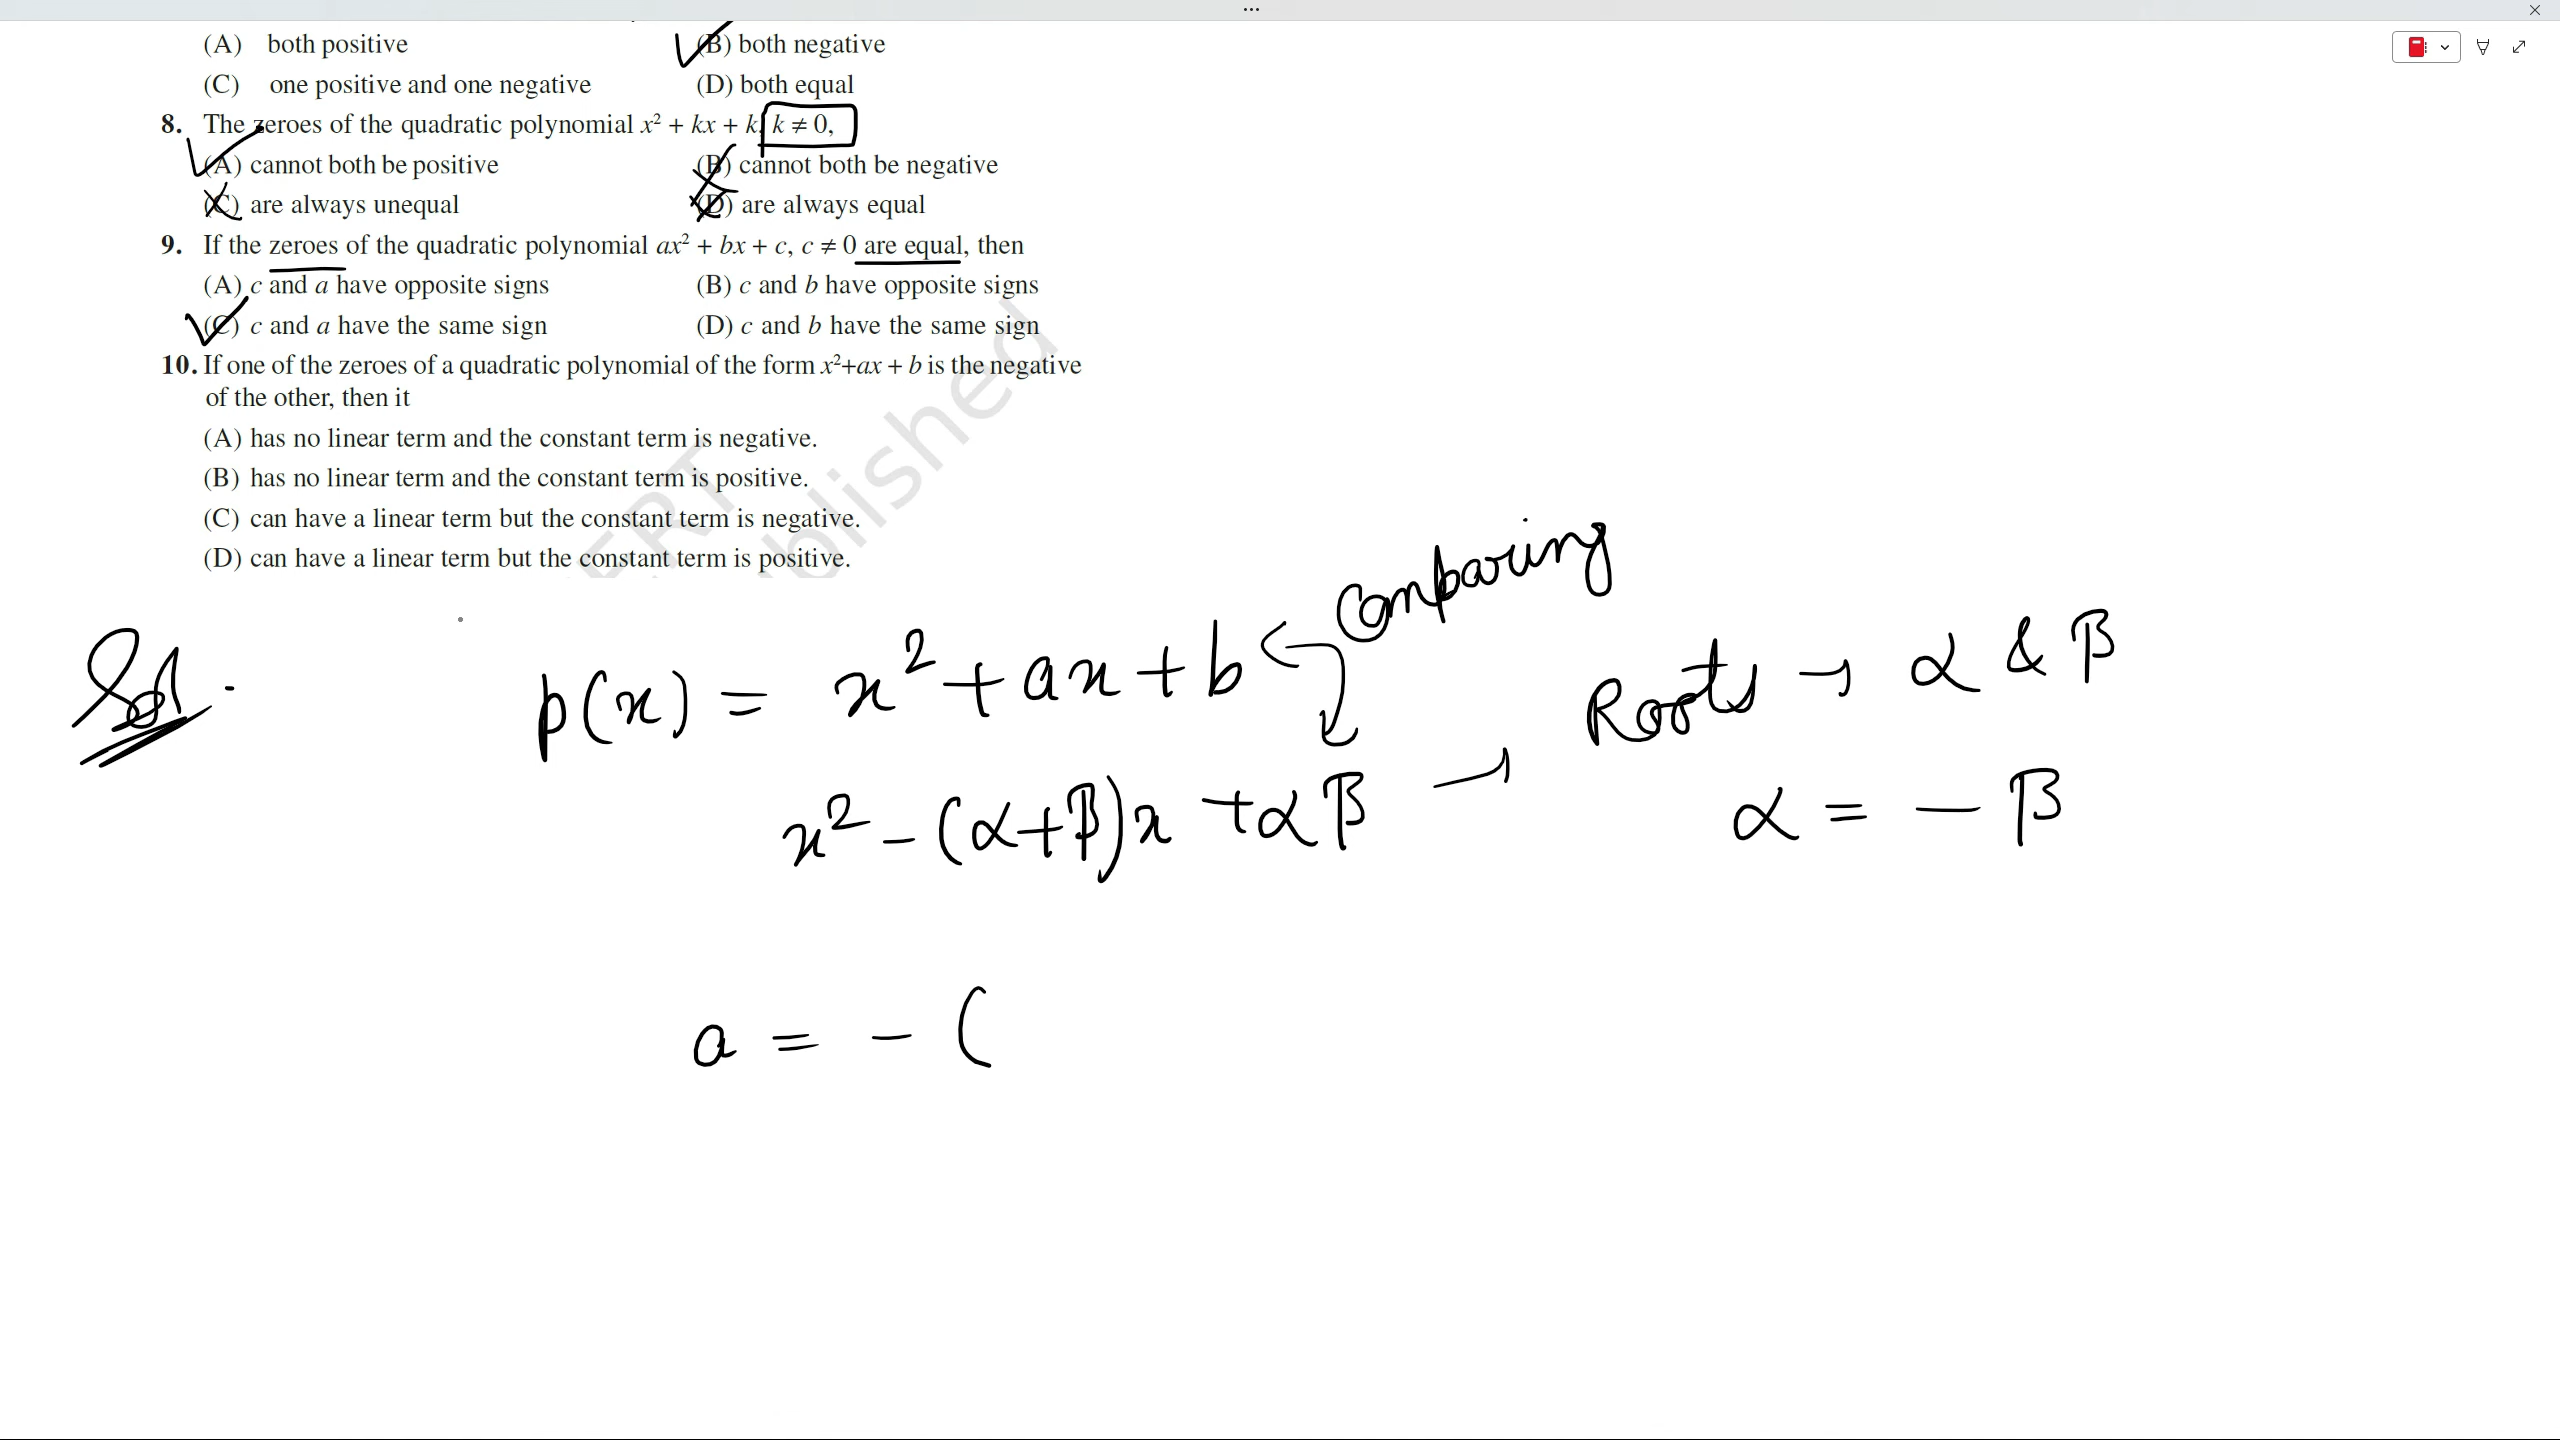 (A) both positive (B) both negative
(C) one positive and one negative (D) both equal
8. The zeroes of the quadratic polynomial x² + kx + k, k ≠ 0,
(A) cannot both be positive (B) cannot both be negative
(C) are always unequal (D) are always equal
9. If the zeroes of the quadratic polynomial ax² + bx + c, c ≠ 0 are equal, then
(A) c and a have opposite signs (B) c and b have opposite signs
(C) c and a have the same sign (D) c and b have the same sign
10. If one of the zeroes of a quadratic polynomial of the form x²+ax + b is the negative
of the other, then it
(A) has no linear term and the constant term is negative.
(B) has no linear term and the constant term is positive.
(C) can have a linear term but the constant term is negative.
(D) can have a linear term but the constant term is positive.
ERT
blished
Comparing
Sol.
p(x) = x² + ax + b
Roots → α & β
x² - (α+β)x + αβ →
α = - β
a = - (